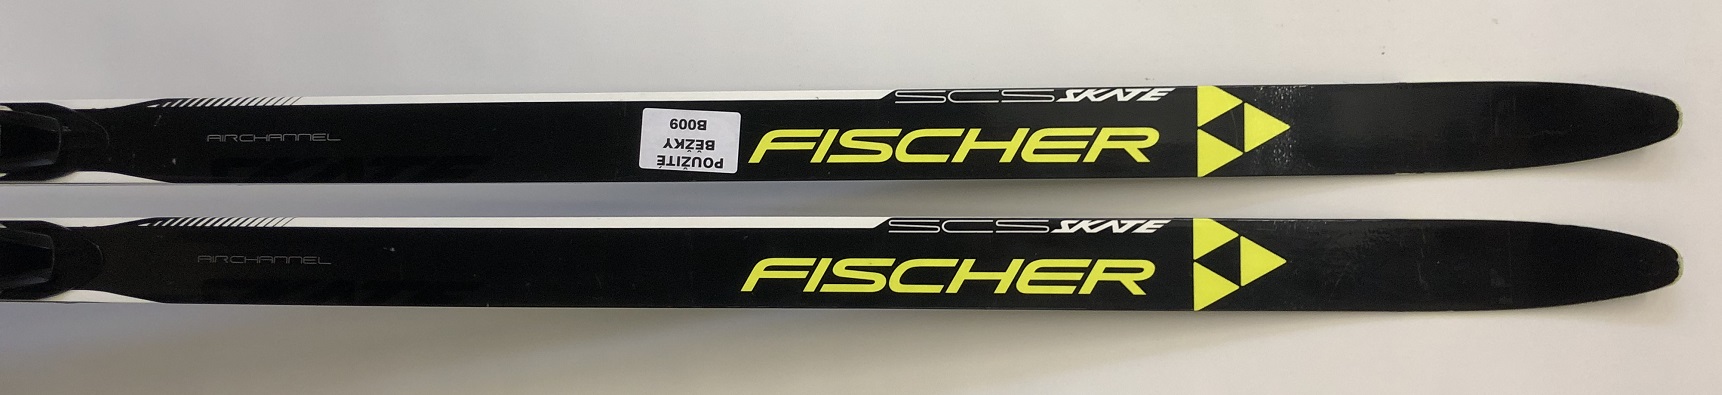 SCS SKATE
FISCHER
AIRCHANNEL
POUŽITÉ
BĚŽKY
B009
SCS SKATE
FISCHER
AIRCHANNEL